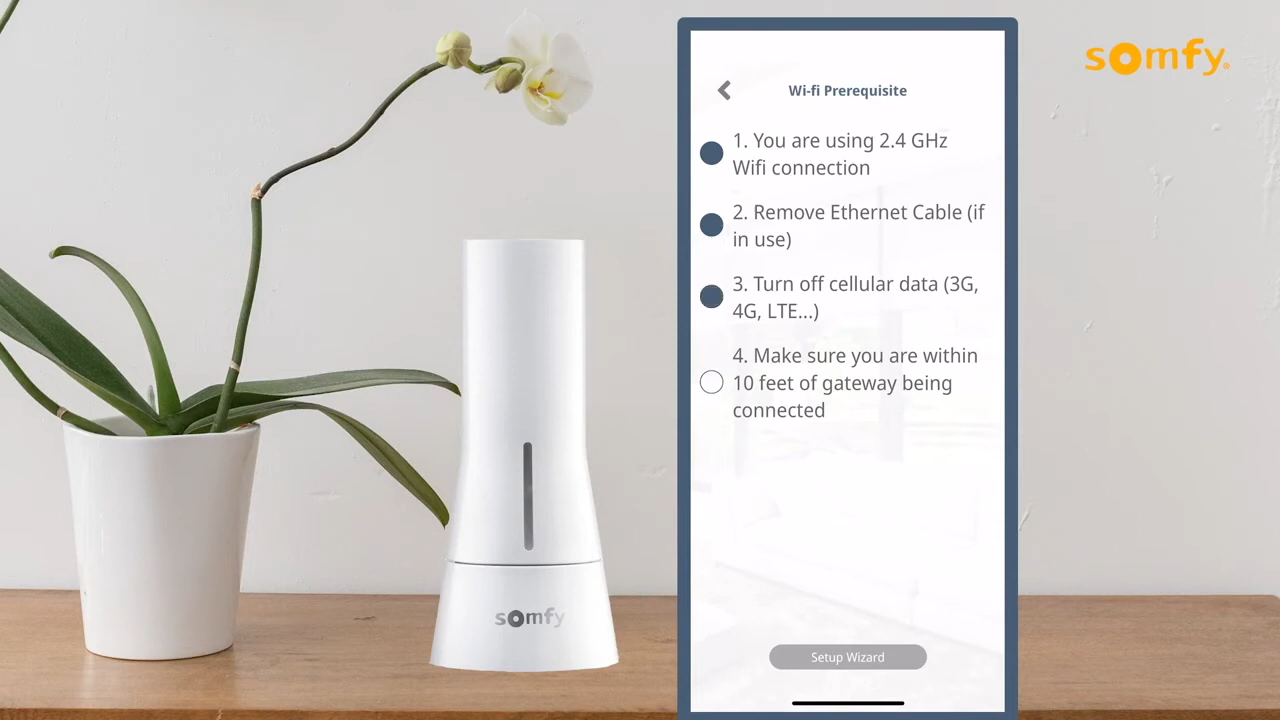 somfy
Wi-fi Prerequisite
1. You are using 2.4 GHz
Wifi connection
2. Remove Ethernet Cable (if
in use)
3. Turn off cellular data (3G,
4G, LTE...)
4. Make sure you are within
10 feet of gateway being
connected
Setup Wizard
somfy